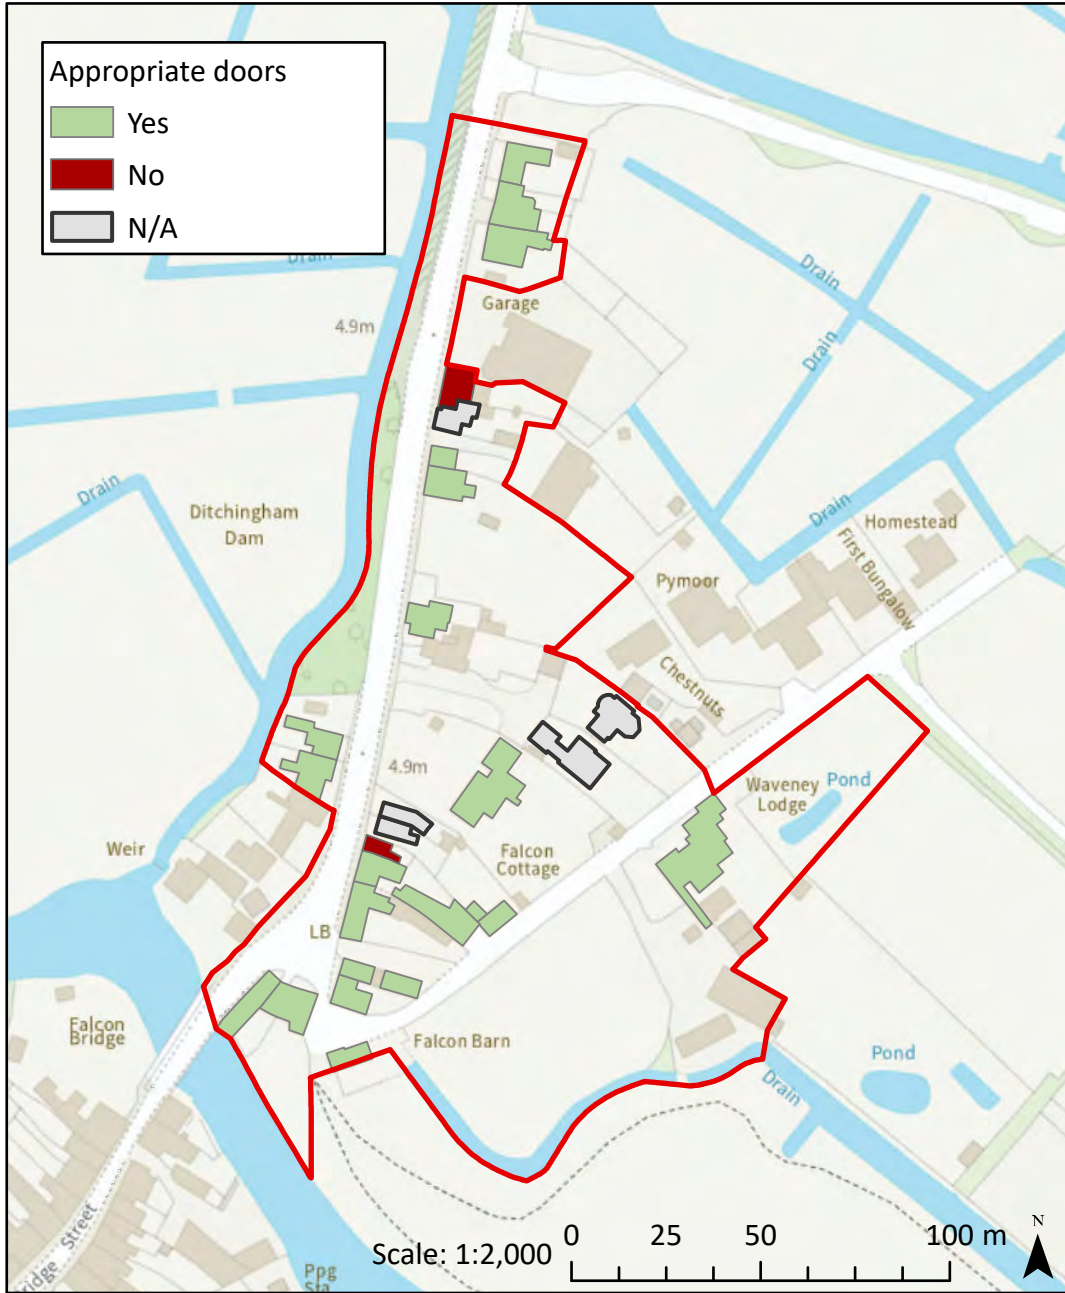 Appropriate doors
Yes
No
N/A
Drain
4.9m
Garage
Drain
Drain
Drain
Ditchingham
Dam
Drain
Homestead
First Bungalow
Pymoor
Chestnuts
4.9m
Waveney
Lodge
Pond
Weir
Falcon
Cottage
LB
Falcon
Bridge
Falcon Barn
Pond
Drain
ridge Street
Ppg
Sta
Scale: 1:2,000
0 25 50 100 m
N